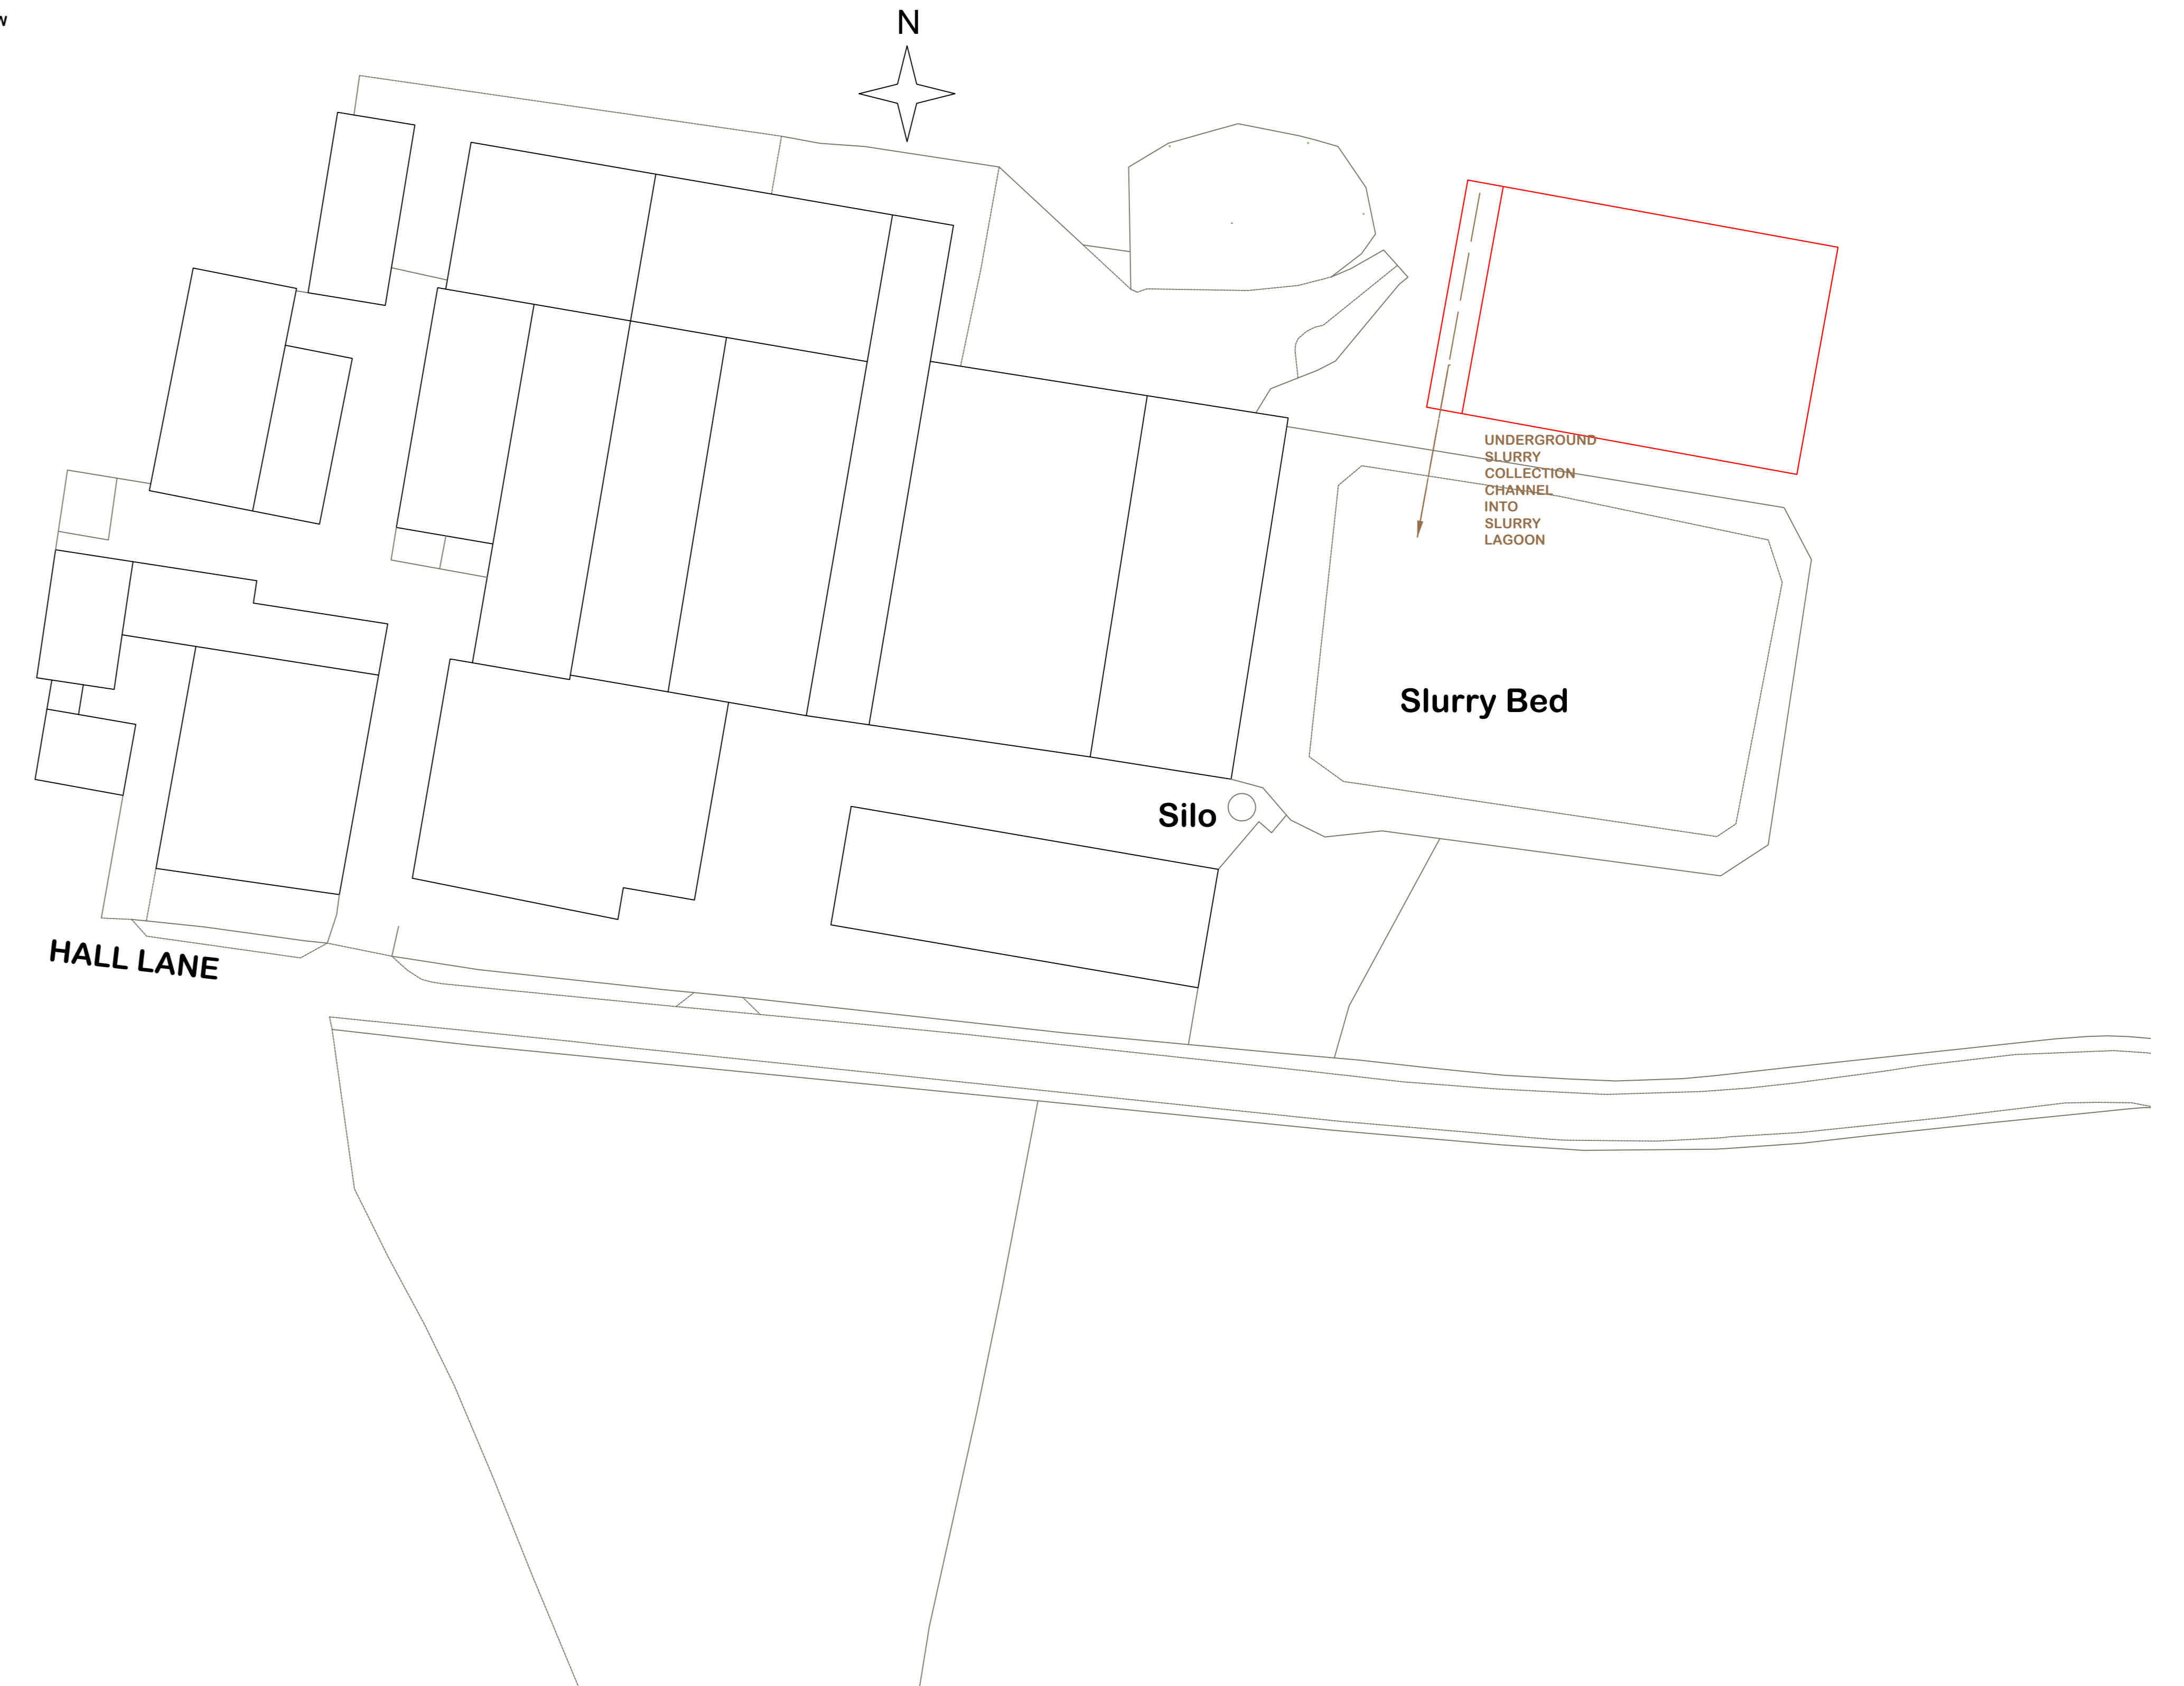 N
UNDERGROUND
SLURRY
COLLECTION
CHANNEL
INTO
SLURRY
LAGOON
Slurry Bed
Silo
HALL LANE